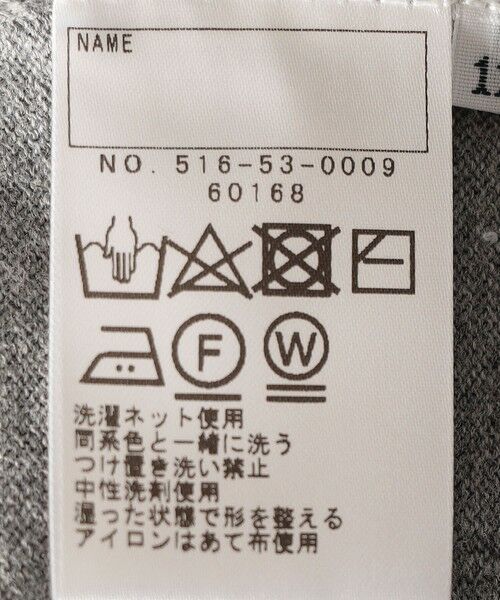 NAME
NO. 516-53-0009
60168
F
W
洗濯ネット使用
同系色と一緒に洗う
つけ置き洗い禁止
中性洗剤使用
湿った状態で形を整える
アイロンはあて布使用